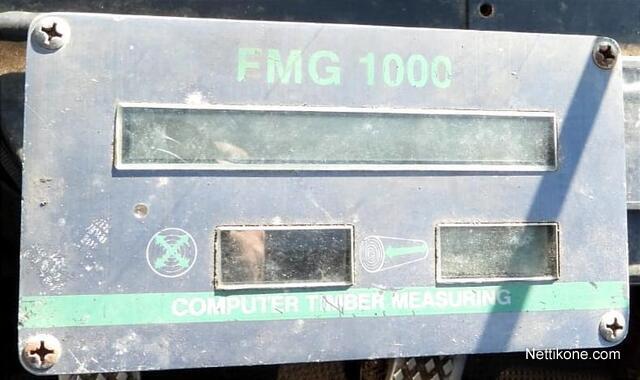 FMG 1000
COMPUTER TIMBER MEASURING
Nettikone.com